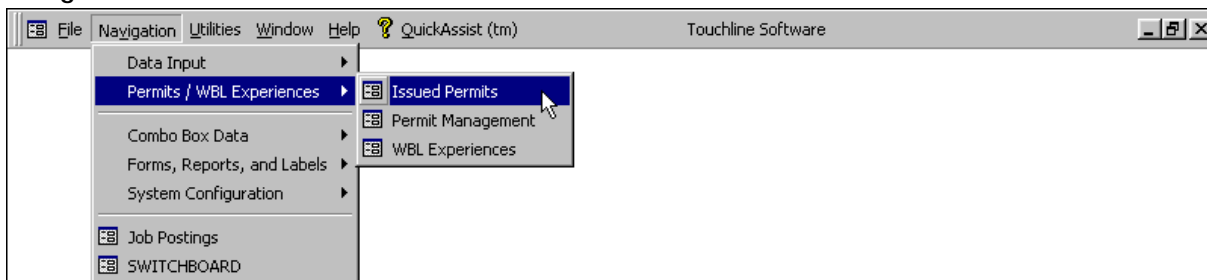 File Navigation Utilities Window Help ? QuickAssist (tm) Touchline Software
Data Input
Permits / WBL Experiences
Issued Permits
Permit Management
WBL Experiences
Combo Box Data
Forms, Reports, and Labels
System Configuration
Job Postings
SWITCHBOARD